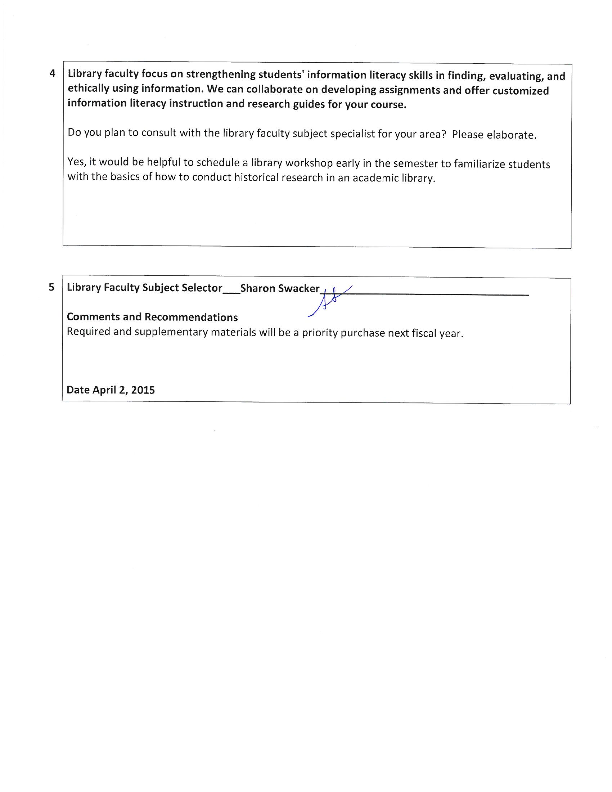 4 Library faculty focus on strengthening students' information literacy skills in finding, evaluating, and
ethically using information. We can collaborate on developing assignments and offer customized
information literacy instruction and research guides for your course.
Do you plan to consult with the library faculty subject specialist for your area? Please elaborate.
Yes, it would be helpful to schedule a library workshop early in the semester to familiarize students
with the basics of how to conduct historical research in an academic library.
5 Library Faculty Subject Selector___Sharon Swacker
Comments and Recommendations
Required and supplementary materials will be a priority purchase next fiscal year.
Date April 2, 2015